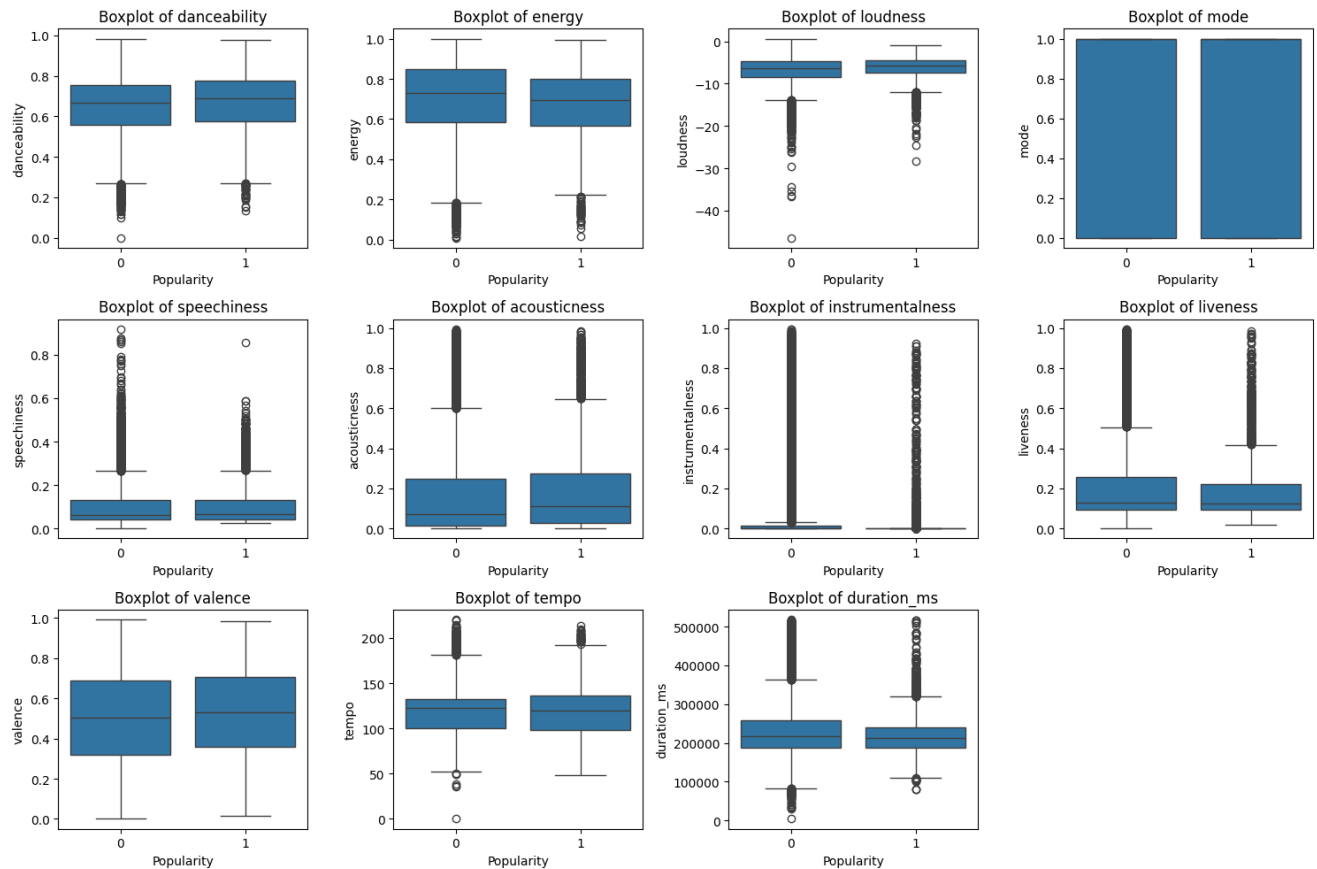 Boxplot of danceability
1.0
0.8
0.6
0.4
0.2
0.0
danceability
0
1
Popularity
Boxplot of energy
1.0
0.8
0.6
0.4
0.2
0.0
energy
0
1
Popularity
Boxplot of loudness
0
−10
−20
−30
−40
loudness
0
1
Popularity
Boxplot of mode
1.0
0.8
0.6
0.4
0.2
0.0
mode
0
1
Popularity
Boxplot of speechiness
0.8
0.6
0.4
0.2
0.0
speechiness
0
1
Popularity
Boxplot of acousticness
1.0
0.8
0.6
0.4
0.2
0.0
acousticness
0
1
Popularity
Boxplot of instrumentalness
1.0
0.8
0.6
0.4
0.2
0.0
instrumentalness
0
1
Popularity
Boxplot of liveness
1.0
0.8
0.6
0.4
0.2
0.0
liveness
0
1
Popularity
Boxplot of valence
1.0
0.8
0.6
0.4
0.2
0.0
valence
0
1
Popularity
Boxplot of tempo
200
150
100
50
0
tempo
0
1
Popularity
Boxplot of duration_ms
500000
400000
300000
200000
100000
0
duration_ms
0
1
Popularity